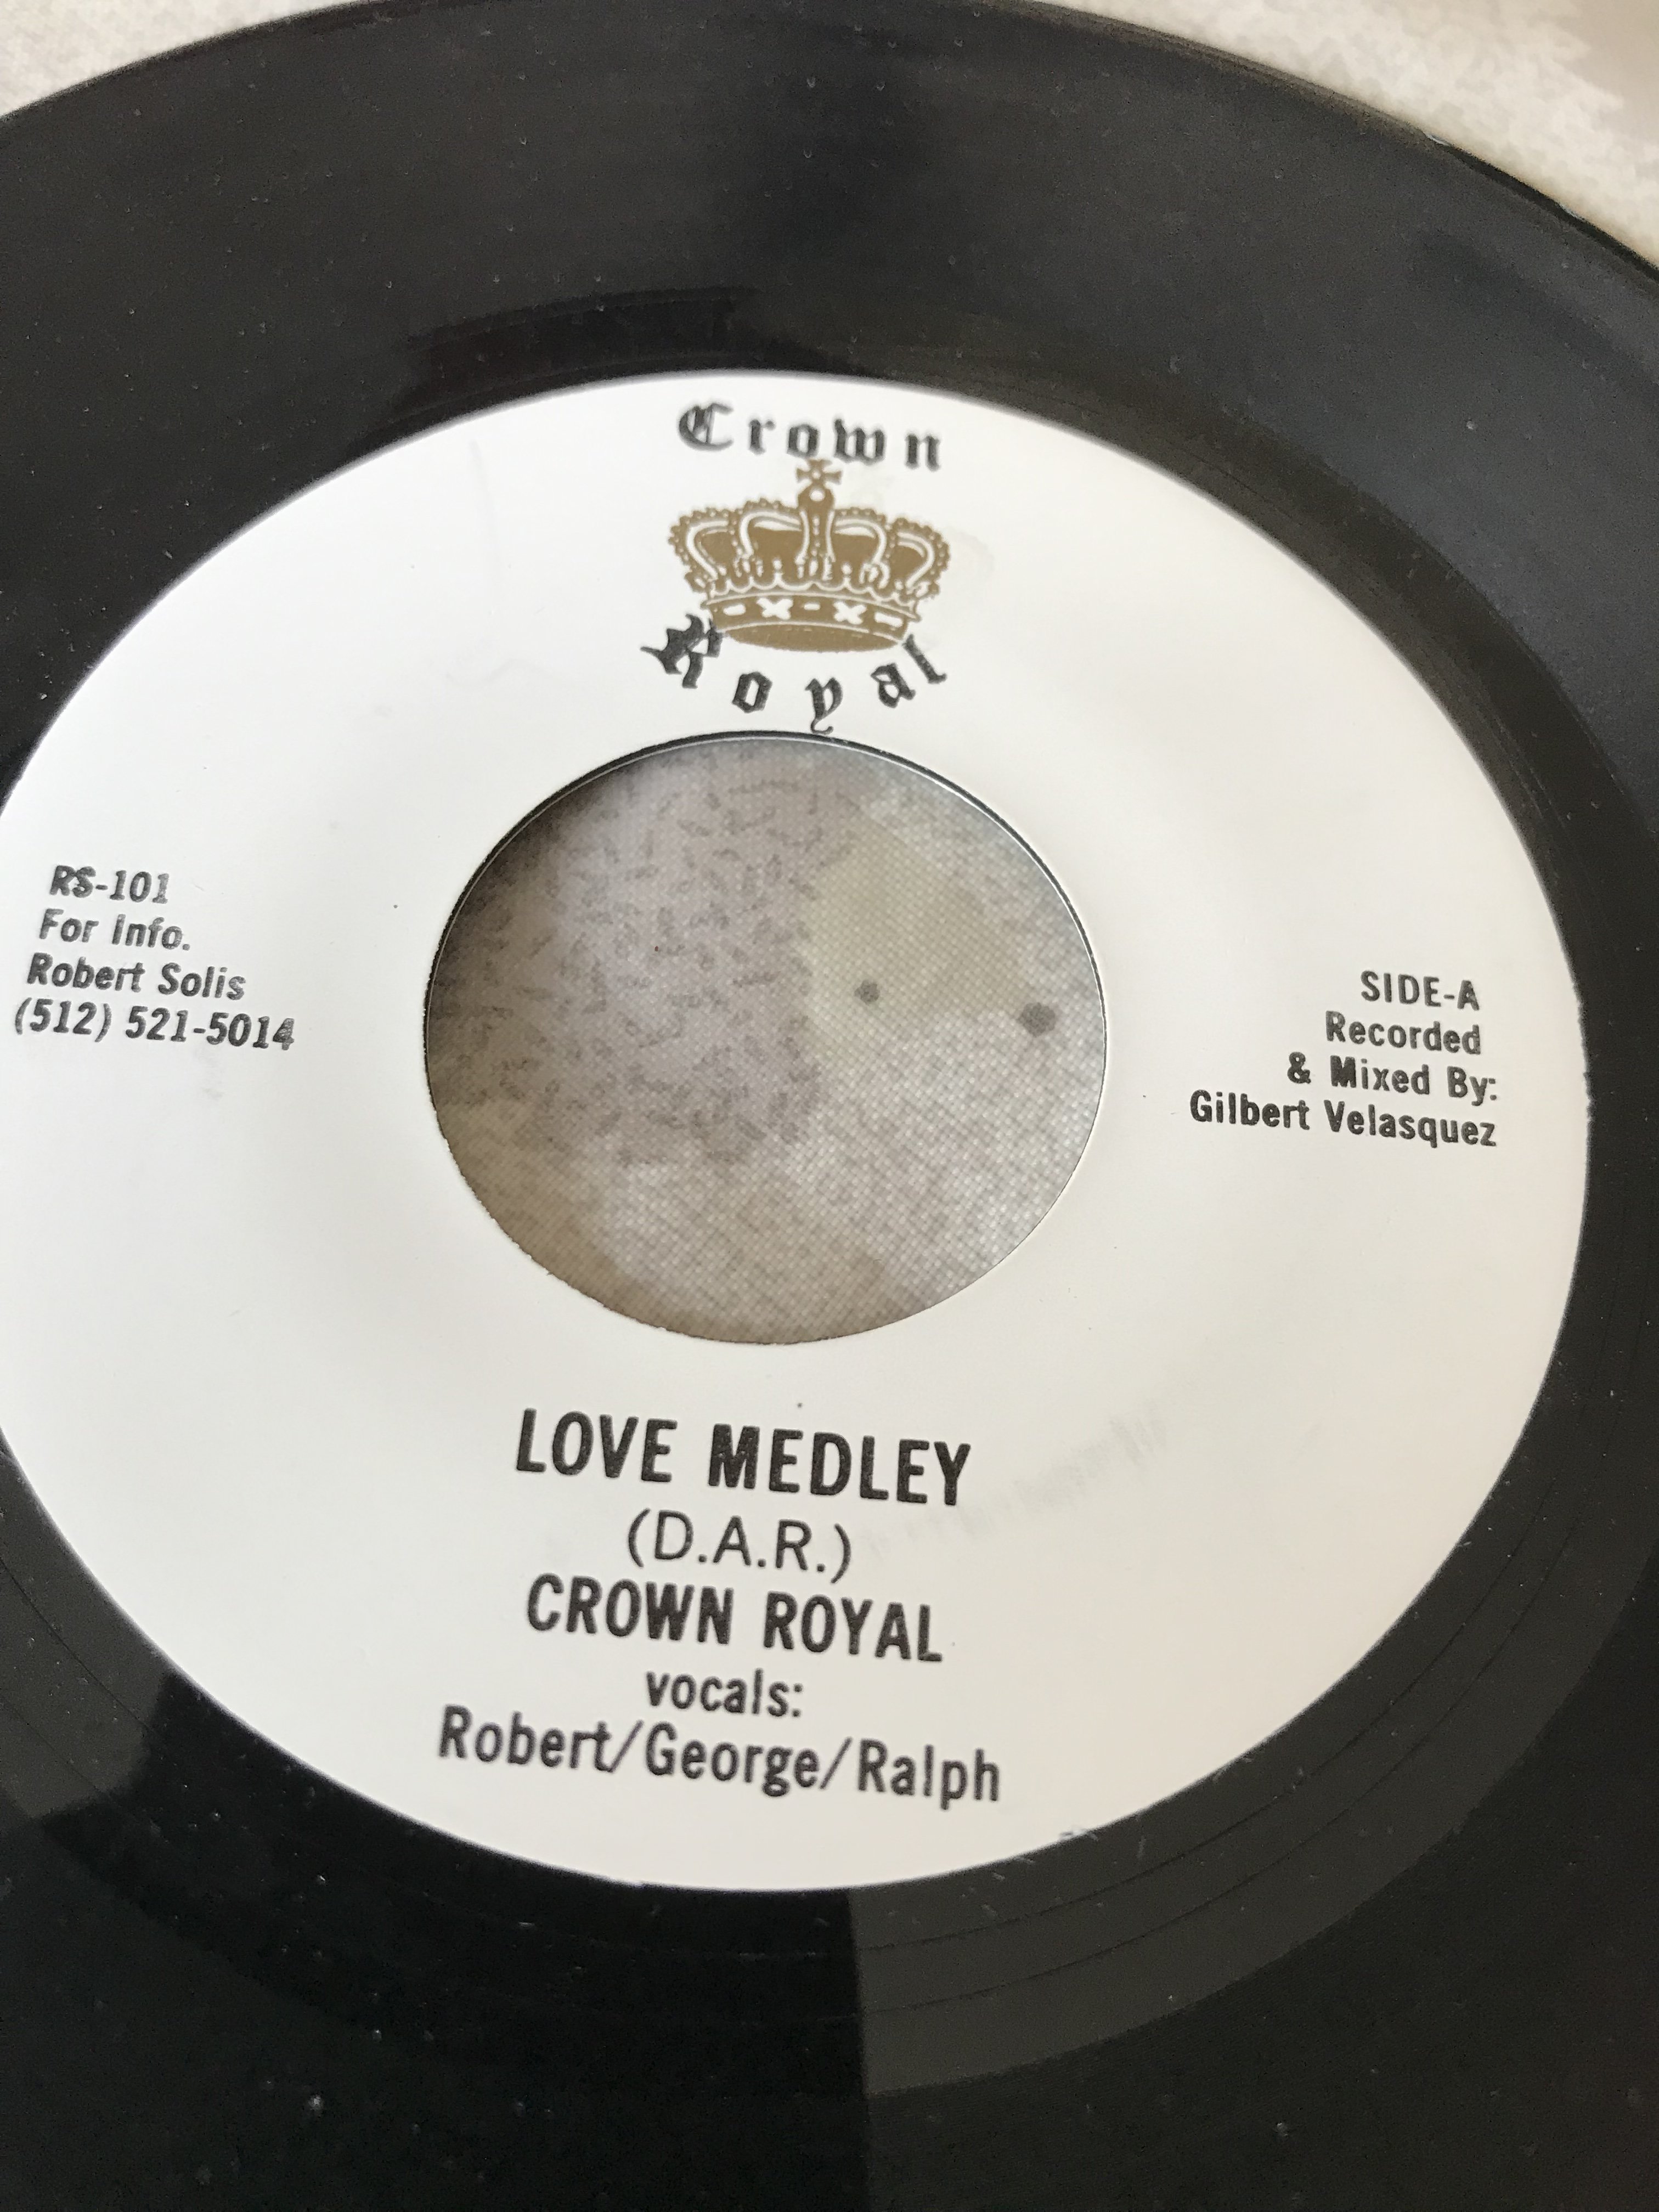 Crown
Royal
RS-101
For info.
Robert Solis
(512) 521-5014
SIDE-A
Recorded
& Mixed By:
Gilbert Velasquez
LOVE MEDLEY
(D.A.R.)
CROWN ROYAL
vocals:
Robert/George/Ralph